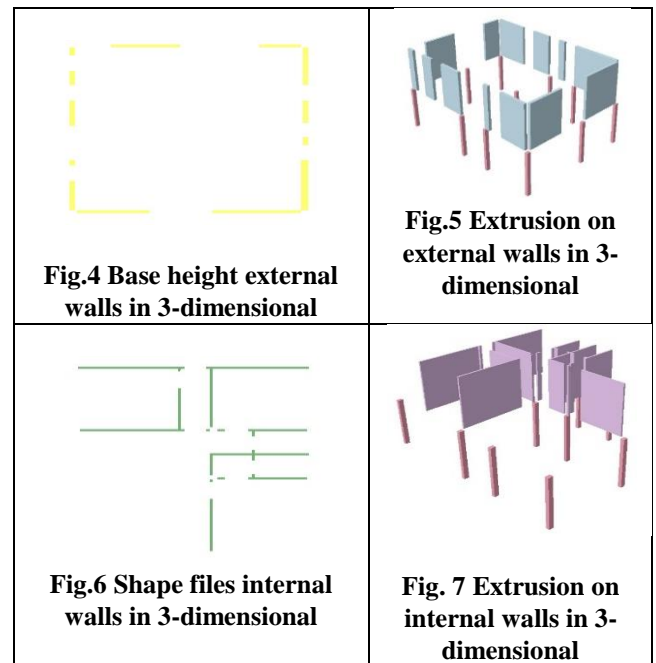 Fig.4 Base height external
walls in 3-dimensional
Fig.5 Extrusion on
external walls in 3-
dimensional
Fig.6 Shape files internal
walls in 3-dimensional
Fig. 7 Extrusion on
internal walls in 3-
dimensional